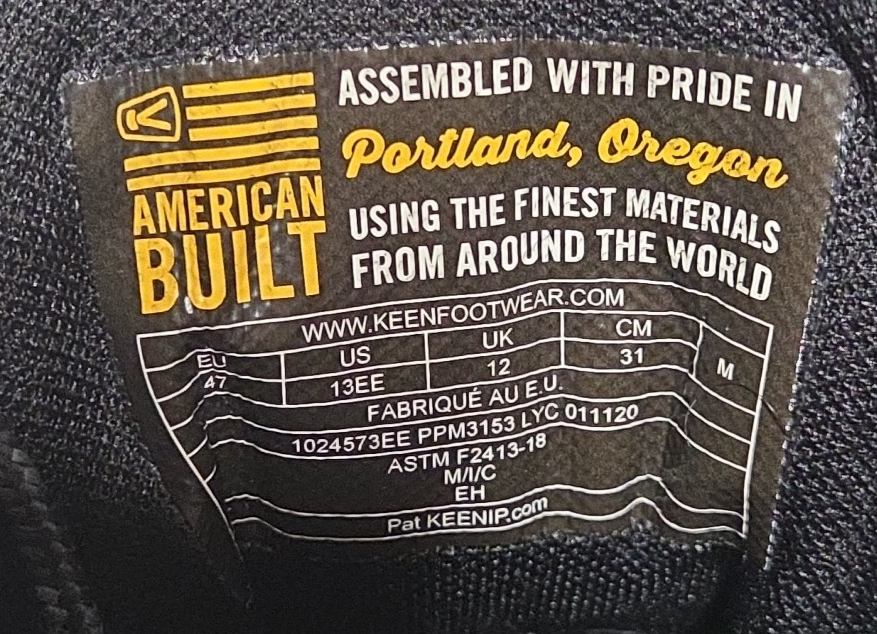 AMERICAN
BUILT
ASSEMBLED WITH PRIDE IN
Portland, Oregon
USING THE FINEST MATERIALS
FROM AROUND THE WORLD
WWW.KEENFOOTWEAR.COM
EU US UK CM M
47 13EE 12 31
FABRIQUÉ AU E.U.
1024573EE PPM3153 LYC 011120
ASTM F2413-18
M/I/C
EH
Pat KEENIP.com